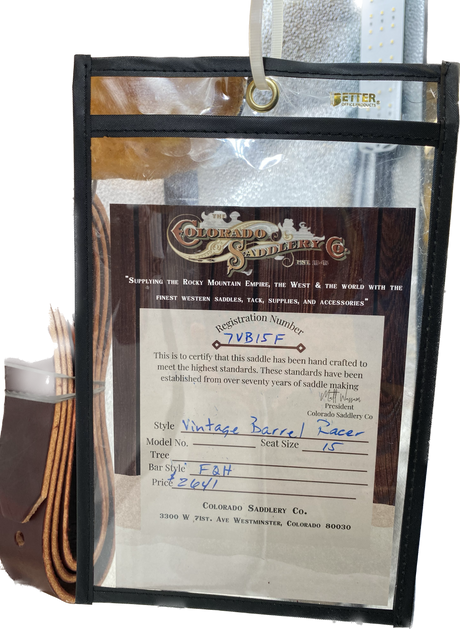 BETTER.
OFFICE PRODUCTS
THE
COLORADO
SADDLERY CO.
"SUPPLYING THE ROCKY MOUNTAIN EMPIRE, THE WEST & THE WORLD WITH THE
FINEST WESTERN SADDLES, TACK, SUPPLIES, AND ACCESSORIES"
Registration Number
7VB15F
This is to certify that this saddle has been hand crafted to
meet the highest standards. These standards have been
established from over seventy years of saddle making
President
Colorado Saddlery Co
Style Vintage Barrel Racer
Model No. Seat Size 15
Tree
Bar Style FQH
Price $2641
COLORADO SADDLERY CO.
3300 W 71ST. AVE WESTMINSTER, COLORADO 80030